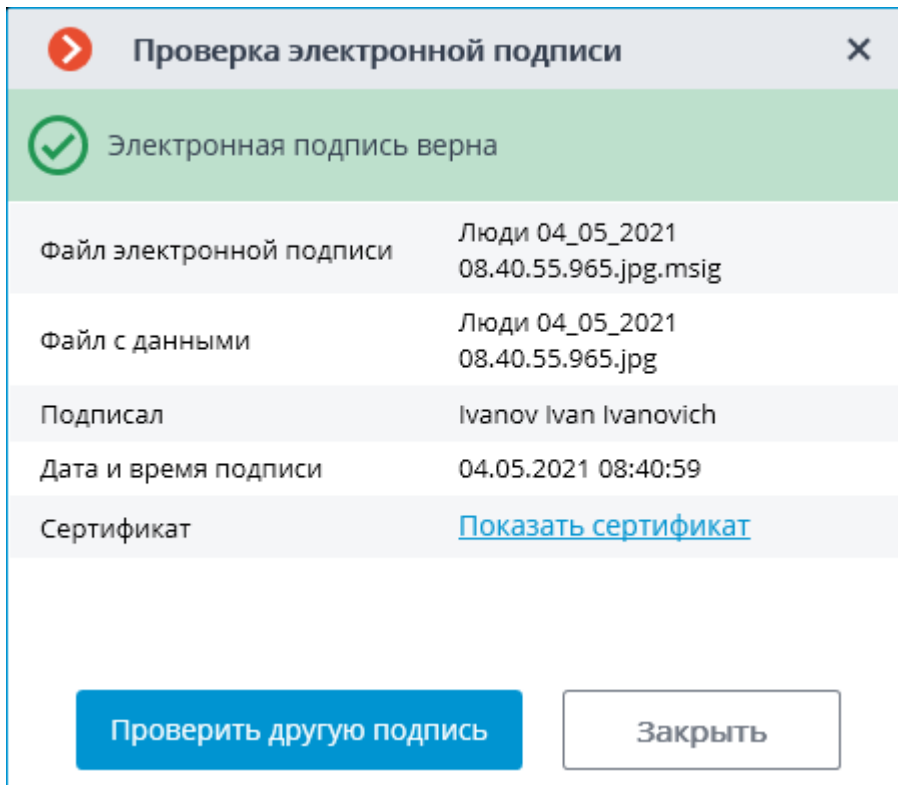 Проверка электронной подписи
Электронная подпись верна
Файл электронной подписи
Люди 04_05_2021
08.40.55.965.jpg.msig
Файл с данными
Люди 04_05_2021
08.40.55.965.jpg
Подписал
Ivanov Ivan Ivanovich
Дата и время подписи
04.05.2021 08:40:59
Сертификат
Показать сертификат
Проверить другую подпись
Закрыть